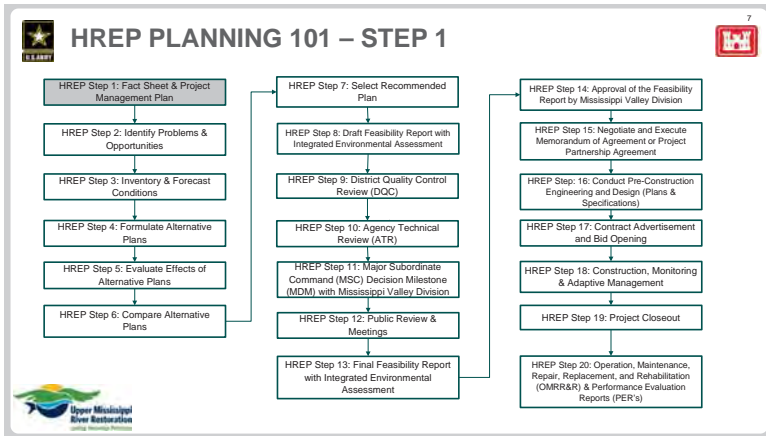 7
U.S. ARMY
HREP PLANNING 101 – STEP 1
HREP Step 1: Fact Sheet & Project
Management Plan
HREP Step 2: Identify Problems &
Opportunities
HREP Step 3: Inventory & Forecast
Conditions
HREP Step 4: Formulate Alternative
Plans
HREP Step 5: Evaluate Effects of
Alternative Plans
HREP Step 6: Compare Alternative
Plans
HREP Step 7: Select Recommended
Plan
HREP Step 8: Draft Feasibility Report with
Integrated Environmental Assessment
HREP Step 9: District Quality Control
Review (DQC)
HREP Step 10: Agency Technical
Review (ATR)
HREP Step 11: Major Subordinate
Command (MSC) Decision Milestone
(MDM) with Mississippi Valley Division
HREP Step 12: Public Review &
Meetings
HREP Step 13: Final Feasibility Report
with Integrated Environmental
Assessment
HREP Step 14: Approval of the Feasibility
Report by Mississippi Valley Division
HREP Step 15: Negotiate and Execute
Memorandum of Agreement or Project
Partnership Agreement
HREP Step: 16: Conduct Pre-Construction
Engineering and Design (Plans &
Specifications)
HREP Step 17: Contract Advertisement
and Bid Opening
HREP Step 18: Construction, Monitoring
& Adaptive Management
HREP Step 19: Project Closeout
HREP Step 20: Operation, Maintenance,
Repair, Replacement, and Rehabilitation
(OMRR&R) & Performance Evaluation
Reports (PER's)
Upper Mississippi
River Restoration